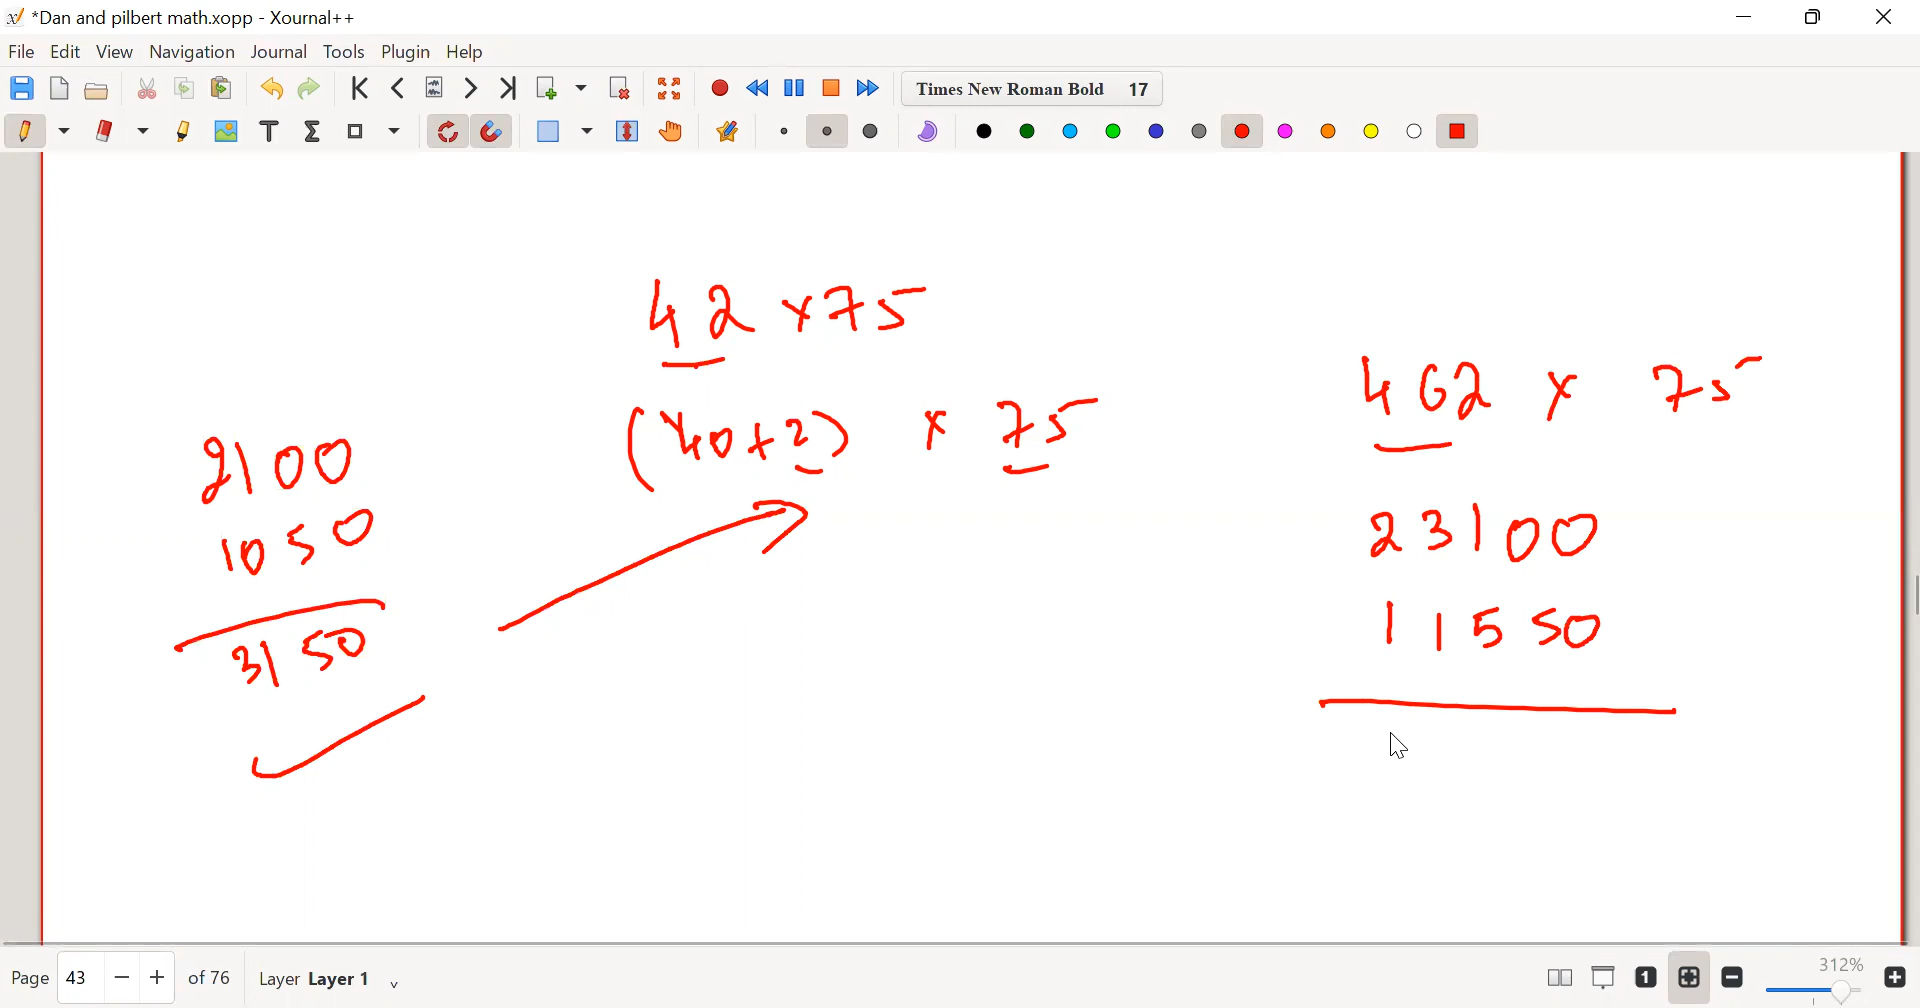 *Dan and pilbert math.xopp - Xournal++
File Edit View Navigation Journal Tools Plugin Help
Times New Roman Bold 17
42 x 75
(40+2) x 75
2100
1050
3150
462 x 75
23100
11550
Page 43 of 76 Layer Layer 1
1
312%